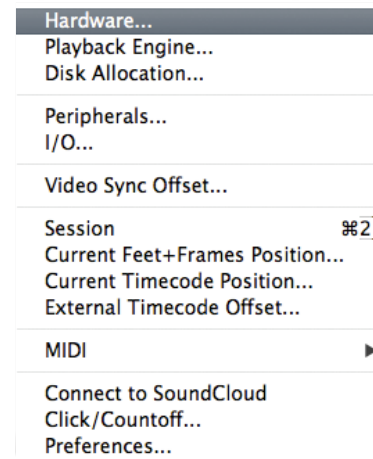 Hardware...
Playback Engine...
Disk Allocation...
Peripherals...
I/O...
Video Sync Offset...
Session ⌘2
Current Feet+Frames Position...
Current Timecode Position...
External Timecode Offset...
MIDI
Connect to SoundCloud
Click/Countoff...
Preferences...